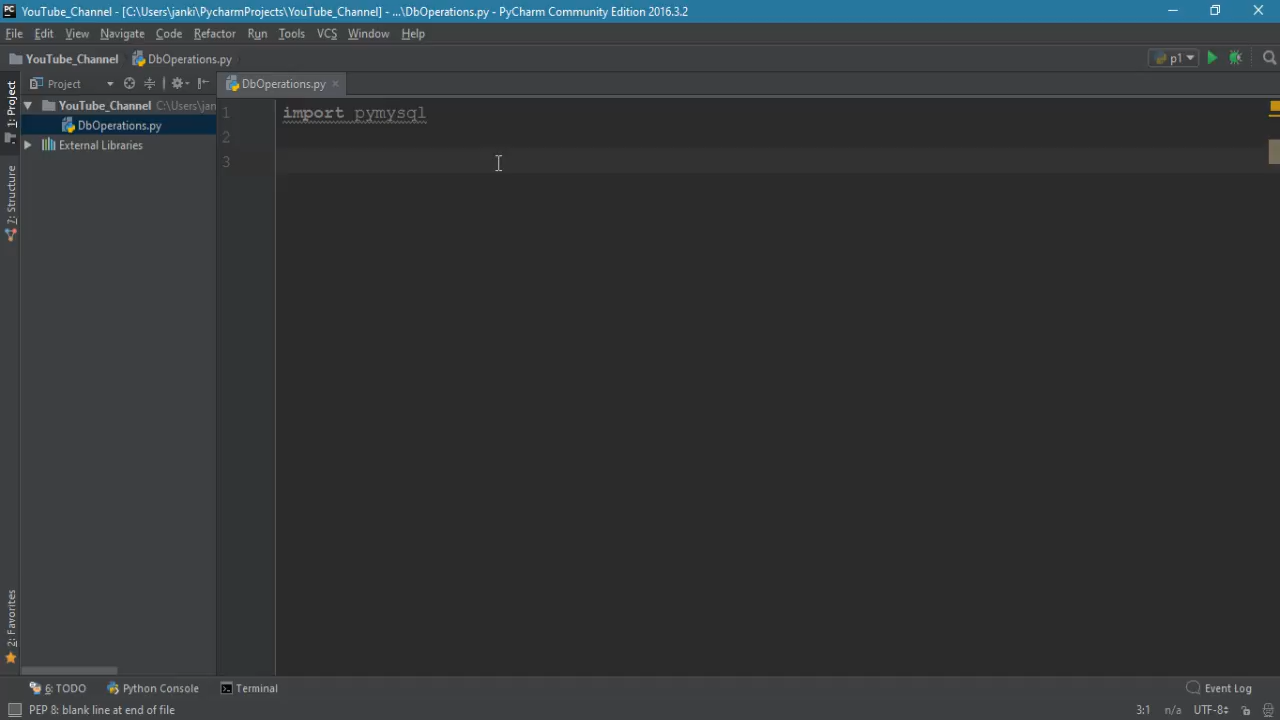 YouTube_Channel - [C:\Users\janki\PycharmProjects\YouTube_Channel] - ...\DbOperations.py - PyCharm Community Edition 2016.3.2
File Edit View Navigate Code Refactor Run Tools VCS Window Help
YouTube_Channel DbOperations.py p1
Project DbOperations.py
YouTube_Channel C:\Users\jan
DbOperations.py
External Libraries
1 import pymysql
2
3
1: Project
7: Structure
2: Favorites
6: TODO Python Console Terminal Event Log
PEP 8: blank line at end of file 3:1 n/a UTF-8